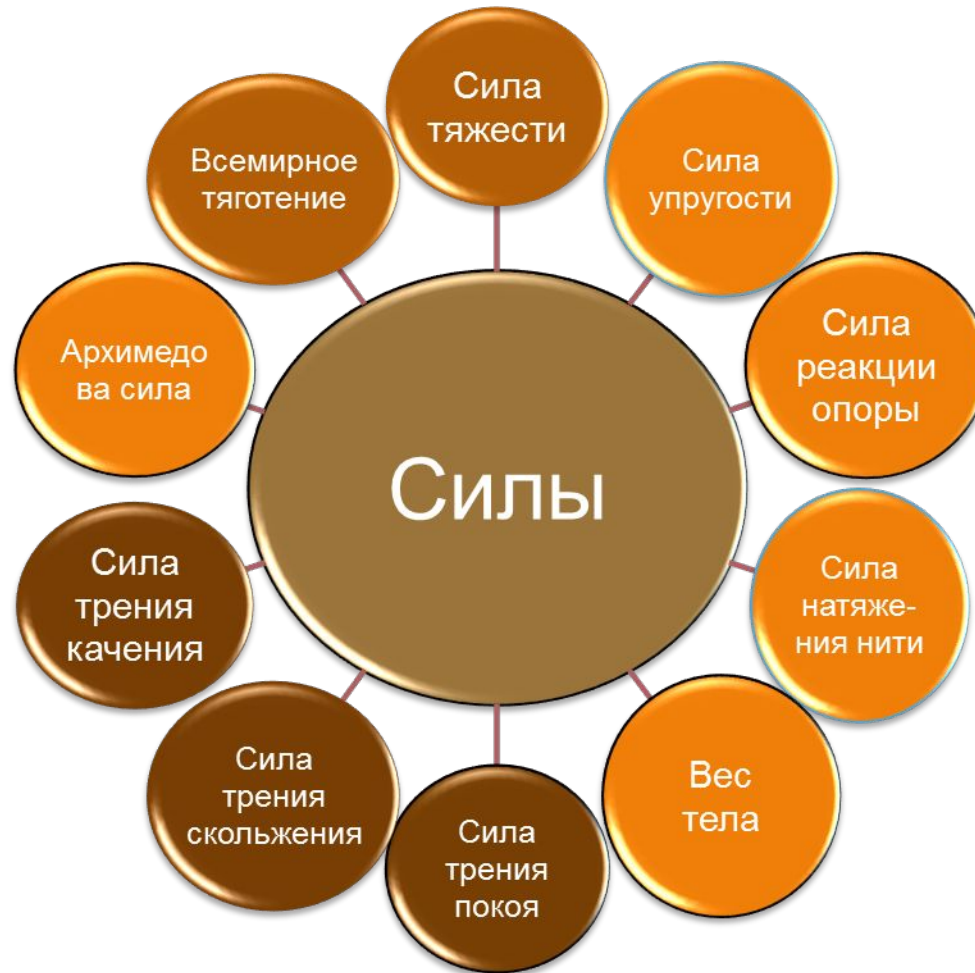 Сила
тяжести
Сила
упругости
Сила
реакции
опоры
Сила
натяже-
ния нити
Вес
тела
Сила
трения
покоя
Сила
трения
скольжения
Сила
трения
качения
Архимедо
ва сила
Всемирное
тяготение
Силы